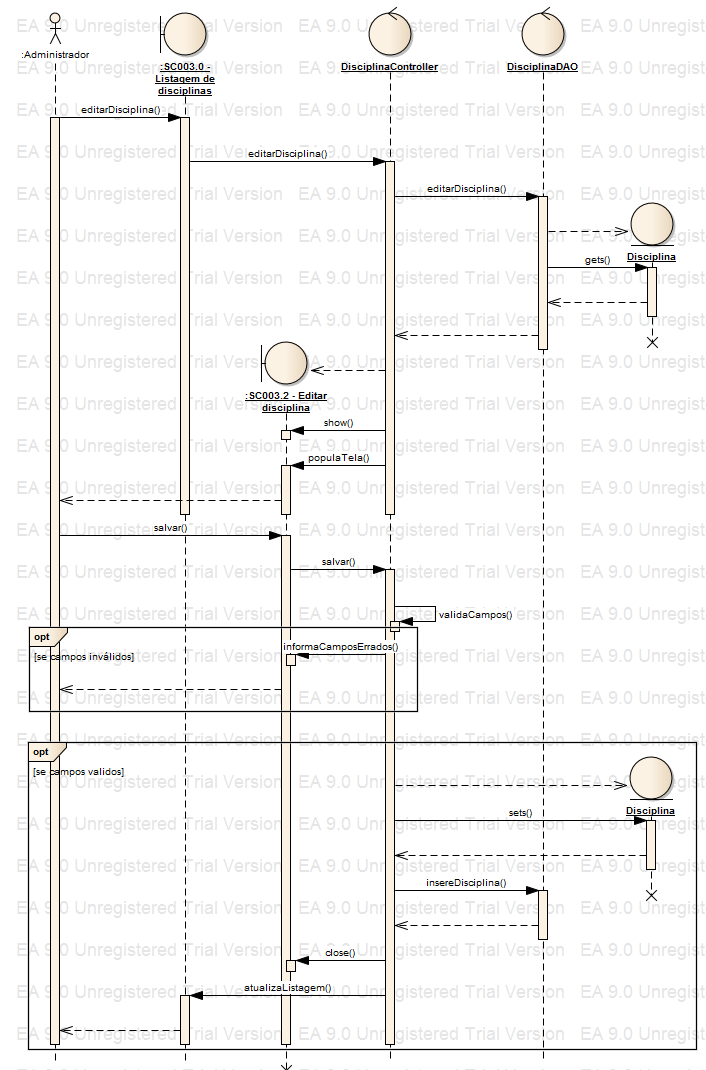 :Administrador
:SC003.0 -
Listagem de
disciplinas
DisciplinaController
DisciplinaDAO
editarDisciplina()
editarDisciplina()
editarDisciplina()
Disciplina
gets()
:SC003.2 - Editar
disciplina
show()
populaTela()
salvar()
salvar()
validaCampos()
opt
[se campos inválidos]
informaCamposErrados()
opt
[se campos validos]
Disciplina
sets()
insereDisciplina()
close()
atualizaListagem()
EA 9.0 Unregistered Trial Version